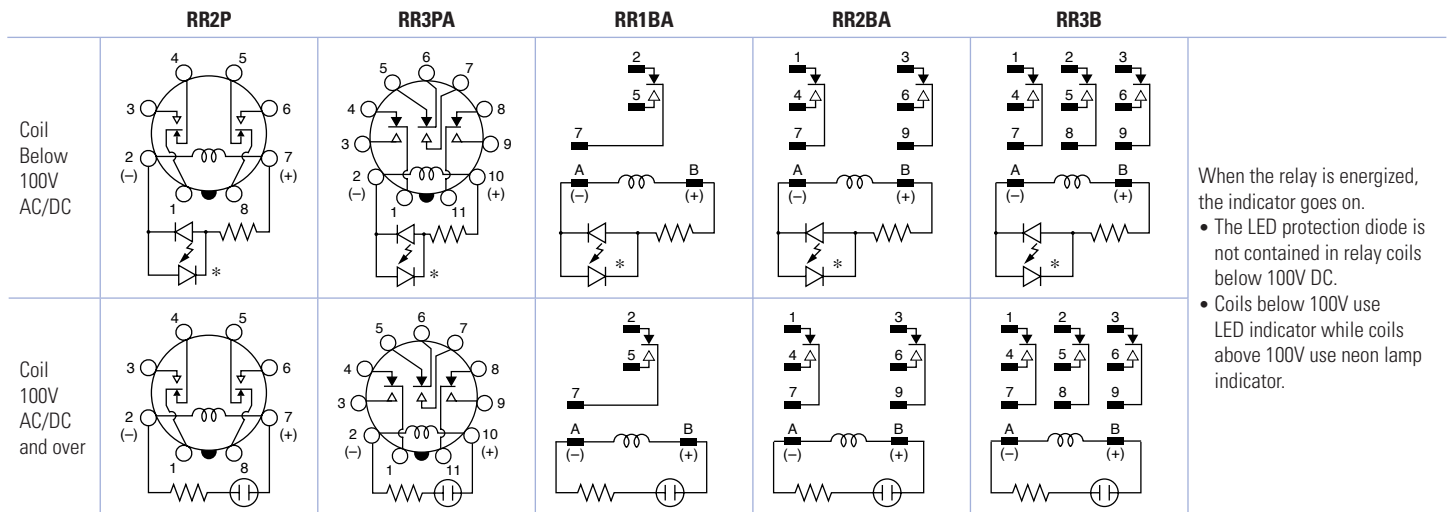 RR2P RR3PA RR1BA RR2BA RR3B
Coil
Below
100V
AC/DC
4 5
3 6
2 7
(–) (+)
1 8
*
6
5 7
4 8
3 9
2 10
(–) (+)
1 11
*
2
5
7
A B
(–) (+)
*
1 3
4 6
7 9
A B
(–) (+)
*
1 2 3
4 5 6
7 8 9
A B
(–) (+)
*
When the relay is energized,
the indicator goes on.
• The LED protection diode is
not contained in relay coils
below 100V DC.
• Coils below 100V use
LED indicator while coils
above 100V use neon lamp
indicator.
Coil
100V
AC/DC
and over
4 5
3 6
2 7
(–) (+)
1 8
6
5 7
4 8
3 9
2 10
(–) (+)
1 11
2
5
7
A B
(–) (+)
1 3
4 6
7 9
A B
(–) (+)
1 2 3
4 5 6
7 8 9
A B
(–) (+)